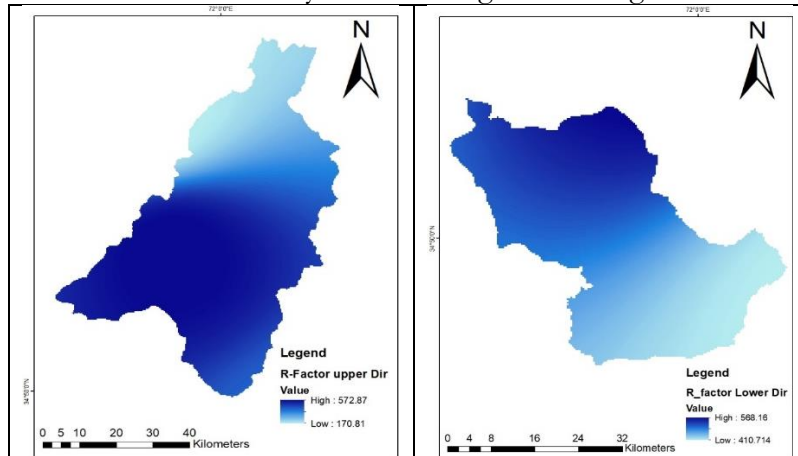 72°0'0"E
N
34°50'0"N
Legend
R-Factor upper Dir
Value
High : 572.87
Low : 170.81
0 5 10 20 30 40
Kilometers
72°0'0"E
N
34°50'0"N
Legend
R_factor Lower Dir
Value
High : 568.16
Low : 410.714
0 4 8 16 24 32
Kilometers